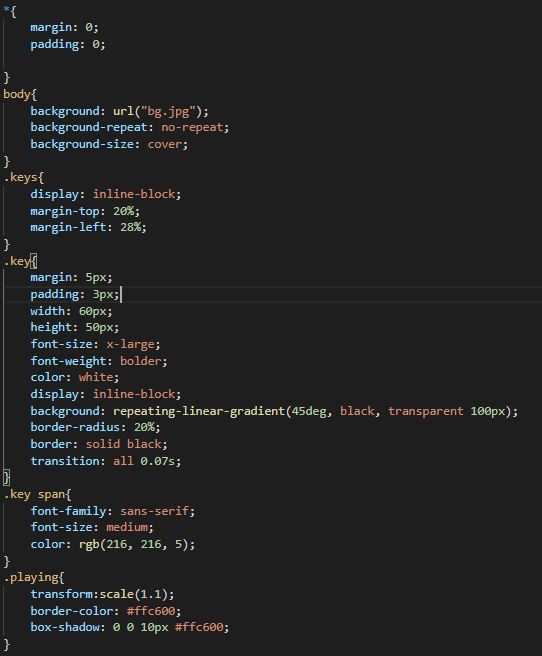 *{
    margin: 0;
    padding: 0;

}
body{
    background: url("bg.jpg");
    background-repeat: no-repeat;
    background-size: cover;
}
.keys{
    display: inline-block;
    margin-top: 20%;
    margin-left: 28%;
}
.key{
    margin: 5px;
    padding: 3px;
    width: 60px;
    height: 50px;
    font-size: x-large;
    font-weight: bolder;
    color: white;
    display: inline-block;
    background: repeating-linear-gradient(45deg, black, transparent 100px);
    border-radius: 20%;
    border: solid black;
    transition: all 0.07s;
}
.key span{
    font-family: sans-serif;
    font-size: medium;
    color: rgb(216, 216, 5);
}
.playing{
    transform:scale(1.1);
    border-color: #ffc600;
    box-shadow: 0 0 10px #ffc600;
}